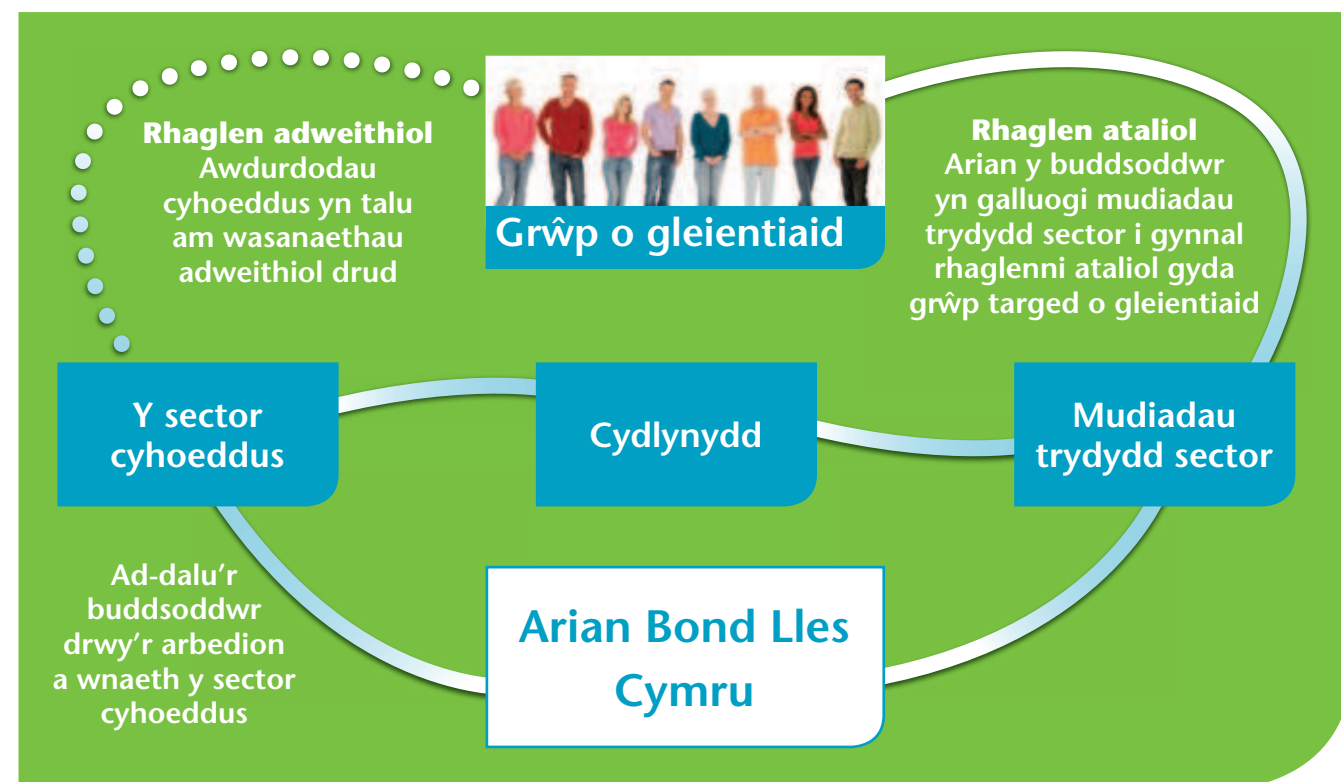 Rhaglen adweithiol
Awdurdodau
cyhoeddus yn talu
am wasanaethau
adweithiol drud
Grŵp o gleientiaid
Rhaglen ataliol
Arian y buddsoddwr
yn galluogi mudiadau
trydydd sector i gynnal
rhaglenni ataliol gyda
grŵp targed o gleientiaid
Y sector
cyhoeddus
Cydlynydd
Mudiadau
trydydd sector
Ad-dalu'r
buddsoddwr
drwy'r arbedion
a wnaeth y sector
cyhoeddus
Arian Bond Lles
Cymru